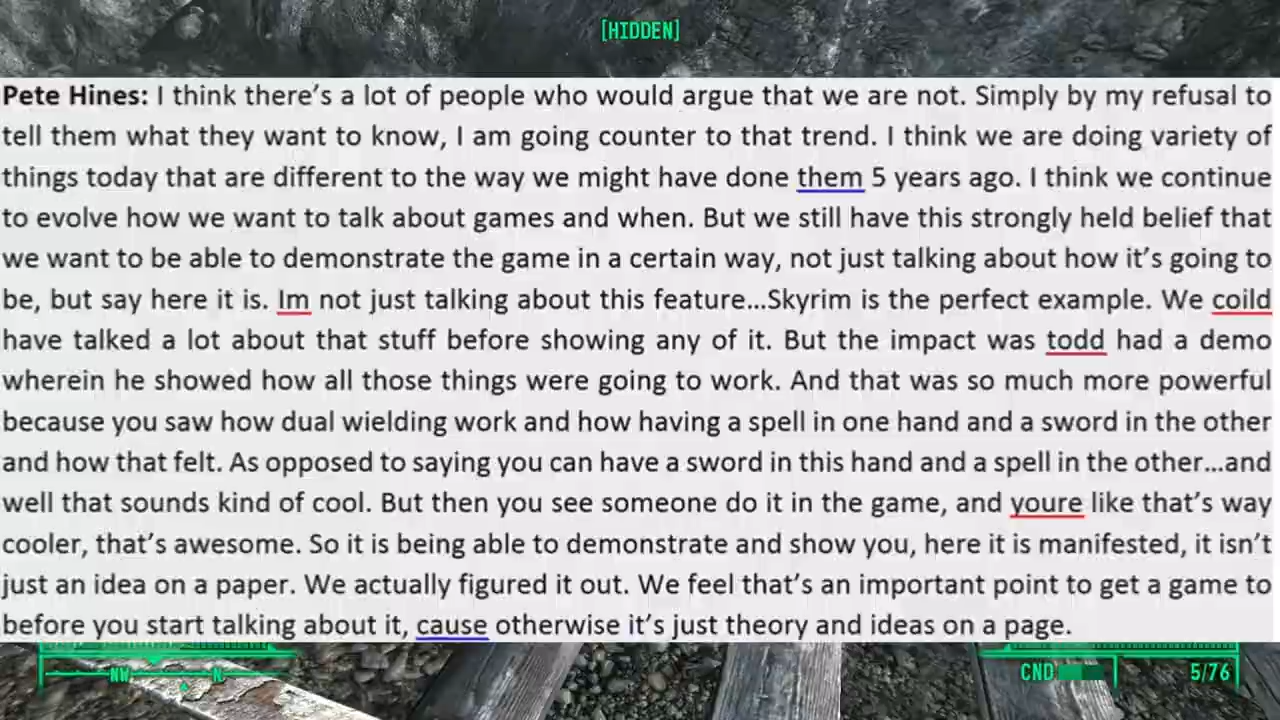 [HIDDEN]
Pete Hines: I think there's a lot of people who would argue that we are not. Simply by my refusal to
tell them what they want to know, I am going counter to that trend. I think we are doing variety of
things today that are different to the way we might have done them 5 years ago. I think we continue
to evolve how we want to talk about games and when. But we still have this strongly held belief that
we want to be able to demonstrate the game in a certain way, not just talking about how it's going to
be, but say here it is. Im not just talking about this feature...Skyrim is the perfect example. We coild
have talked a lot about that stuff before showing any of it. But the impact was todd had a demo
wherein he showed how all those things were going to work. And that was so much more powerful
because you saw how dual wielding work and how having a spell in one hand and a sword in the other
and how that felt. As opposed to saying you can have a sword in this hand and a spell in the other...and
well that sounds kind of cool. But then you see someone do it in the game, and youre like that's way
cooler, that's awesome. So it is being able to demonstrate and show you, here it is manifested, it isn't
just an idea on a paper. We actually figured it out. We feel that's an important point to get a game to
before you start talking about it, cause otherwise it's just theory and ideas on a page.
NW N CND 5/76